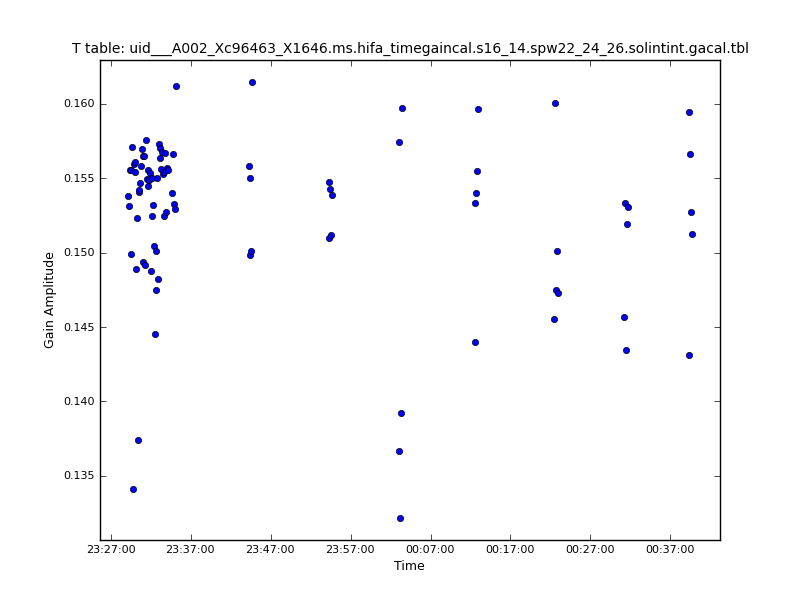 T table: uid___A002_Xc96463_X1646.ms.hifa_timegaincal.s16_14.spw22_24_26.solintint.gacal.tbl
0.160
0.155
0.150
0.145
0.140
0.135
Gain Amplitude
23:27:00 23:37:00 23:47:00 23:57:00 00:07:00 00:17:00 00:27:00 00:37:00
Time